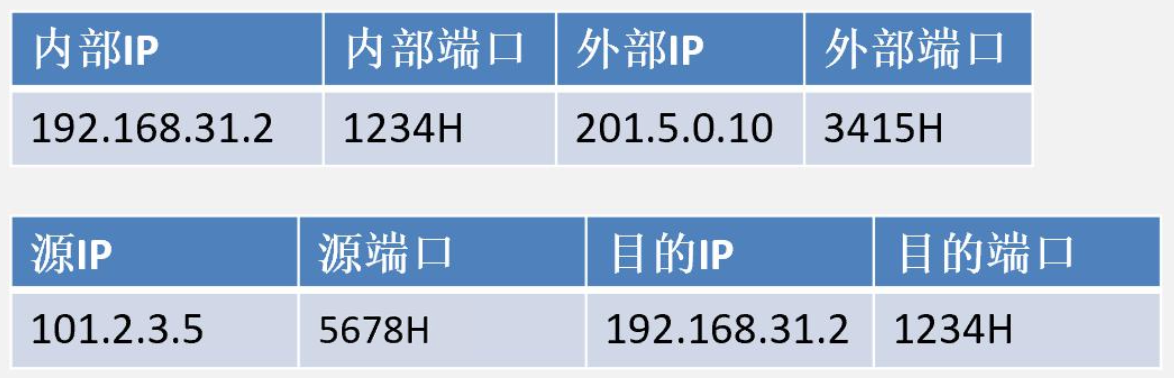 内部IP 内部端口 外部IP 外部端口
192.168.31.2 1234H 201.5.0.10 3415H
源IP 源端口 目的IP 目的端口
101.2.3.5 5678H 192.168.31.2 1234H